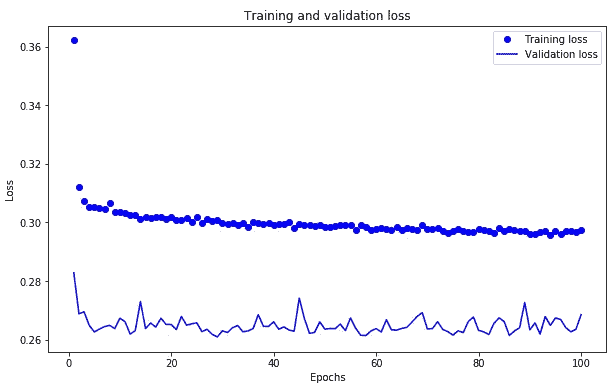 Training and validation loss
Training loss
Validation loss
Loss
0.36
0.34
0.32
0.30
0.28
0.26
0
20
40
60
80
100
Epochs